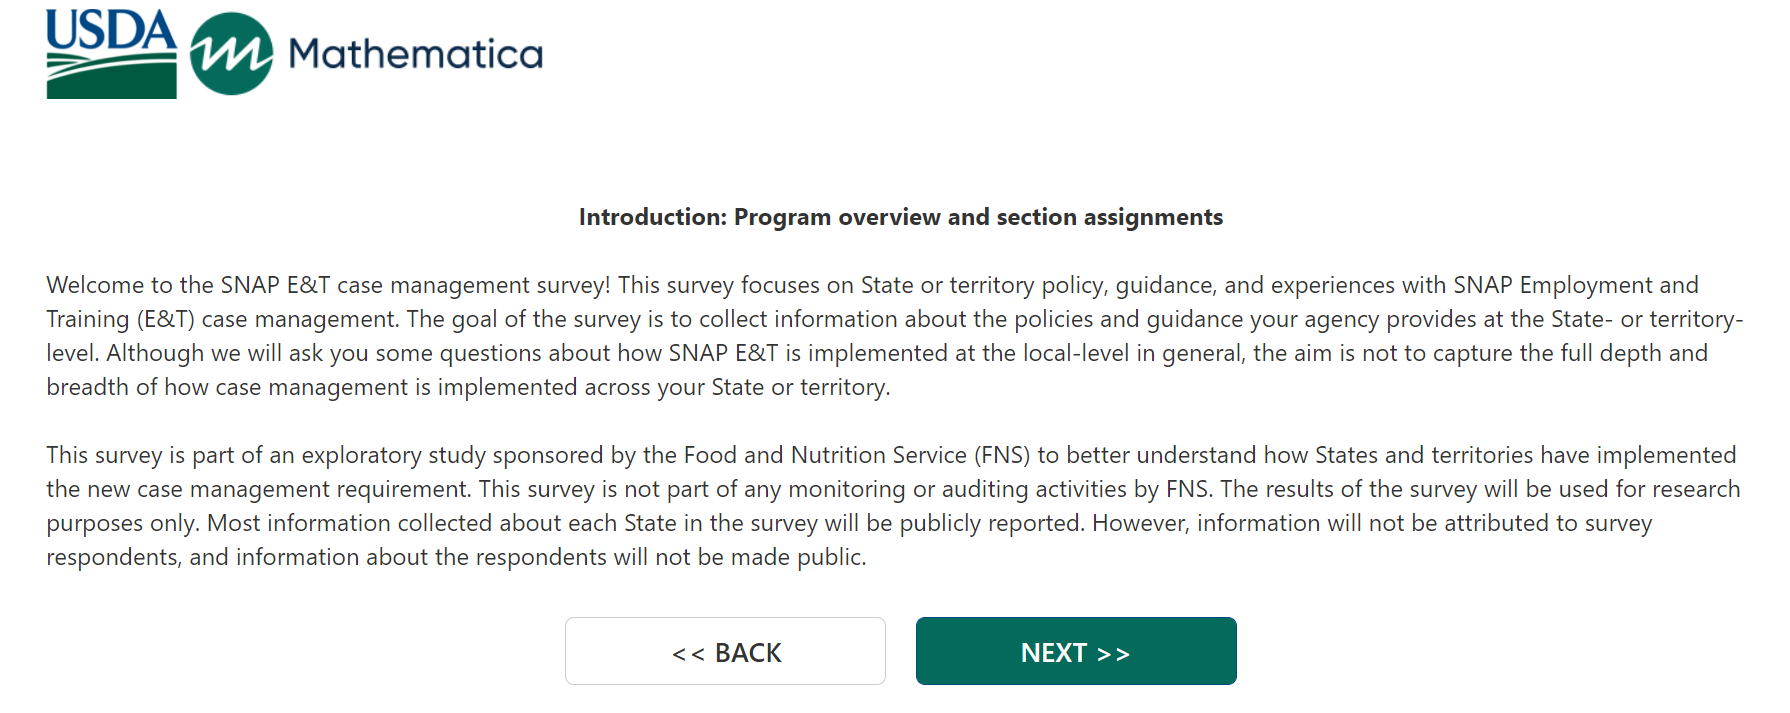 USDA
Mathematica
Introduction: Program overview and section assignments
Welcome to the SNAP E&T case management survey! This survey focuses on State or territory policy, guidance, and experiences with SNAP Employment and
Training (E&T) case management. The goal of the survey is to collect information about the policies and guidance your agency provides at the State- or territory-
level. Although we will ask you some questions about how SNAP E&T is implemented at the local-level in general, the aim is not to capture the full depth and
breadth of how case management is implemented across your State or territory.
This survey is part of an exploratory study sponsored by the Food and Nutrition Service (FNS) to better understand how States and territories have implemented
the new case management requirement. This survey is not part of any monitoring or auditing activities by FNS. The results of the survey will be used for research
purposes only. Most information collected about each State in the survey will be publicly reported. However, information will not be attributed to survey
respondents, and information about the respondents will not be made public.
<< BACK
NEXT >>